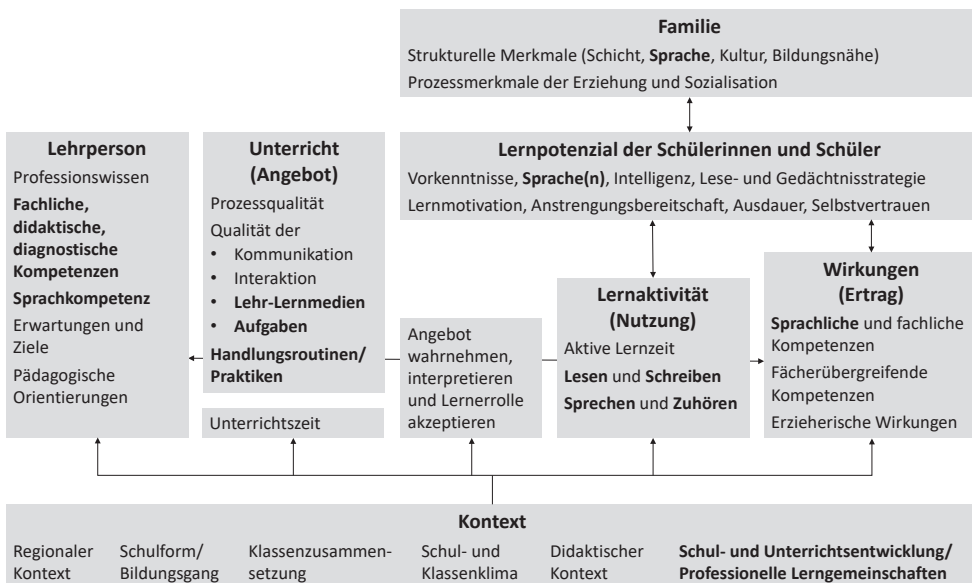 Familie
Strukturelle Merkmale (Schicht, Sprache, Kultur, Bildungsnähe)
Prozessmerkmale der Erziehung und Sozialisation
Lehrperson
Professionswissen
Fachliche,
didaktische,
diagnostische
Kompetenzen
Sprachkompetenz
Erwartungen und
Ziele
Pädagogische
Orientierungen
Unterricht
(Angebot)
Prozessqualität
Qualität der
• Kommunikation
• Interaktion
• Lehr-Lernmedien
• Aufgaben
Handlungsroutinen/
Praktiken
Unterrichtszeit
Lernpotenzial der Schülerinnen und Schüler
Vorkenntnisse, Sprache(n), Intelligenz, Lese- und Gedächtnisstrategie
Lernmotivation, Anstrengungsbereitschaft, Ausdauer, Selbstvertrauen
Angebot
wahrnehmen,
interpretieren
und Lernerrolle
akzeptieren
Lernaktivität
(Nutzung)
Aktive Lernzeit
Lesen und Schreiben
Sprechen und Zuhören
Wirkungen
(Ertrag)
Sprachliche und fachliche
Kompetenzen
Fächerübergreifende
Kompetenzen
Erzieherische Wirkungen
Kontext
Regionaler
Kontext
Schulform/
Bildungsgang
Klassenzusammen-
setzung
Schul- und
Klassenklima
Didaktischer
Kontext
Schul- und Unterrichtsentwicklung/
Professionelle Lerngemeinschaften